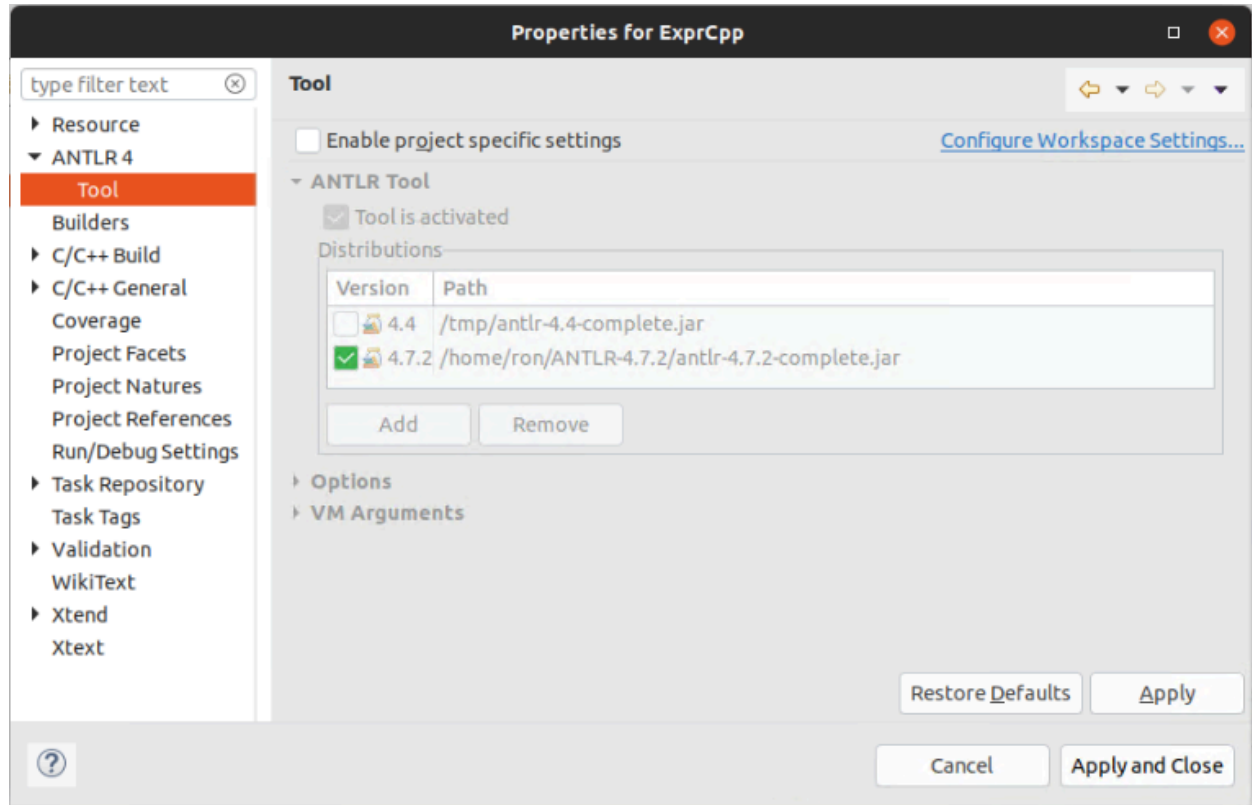 Properties for ExprCpp
type filter text
Tool
Resource
ANTLR 4
Tool
Builders
C/C++ Build
C/C++ General
Coverage
Project Facets
Project Natures
Project References
Run/Debug Settings
Task Repository
Task Tags
Validation
WikiText
Xtend
Xtext
Enable project specific settings
Configure Workspace Settings...
ANTLR Tool
Tool is activated
Distributions
Version Path
4.4 /tmp/antlr-4.4-complete.jar
4.7.2 /home/ron/ANTLR-4.7.2/antlr-4.7.2-complete.jar
Add Remove
Options
VM Arguments
Restore Defaults Apply
? Cancel Apply and Close